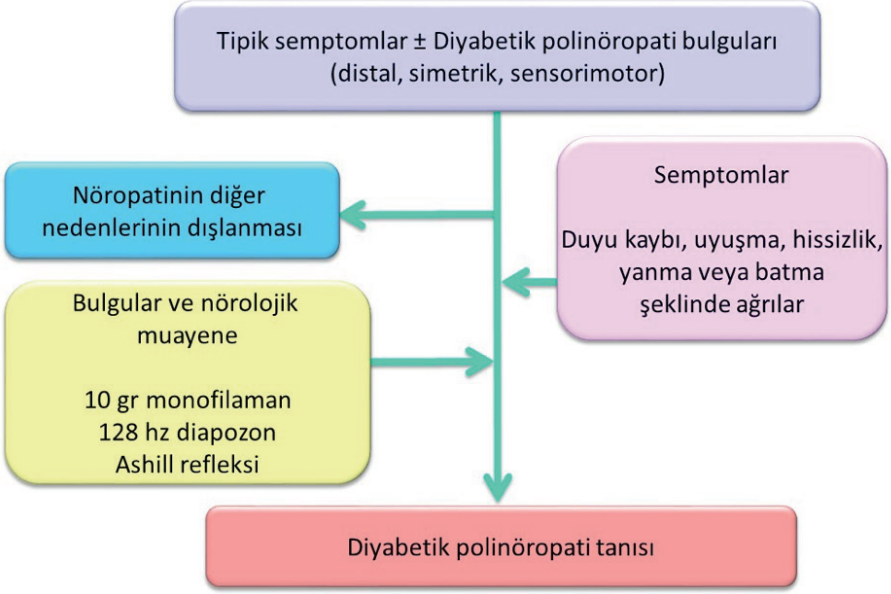 Tipik semptomlar ± Diyabetik polinöropati bulguları
(distal, simetrik, sensorimotor)
Nöropatinin diğer
nedenlerinin dışlanması
Semptomlar
Duyu kaybı, uyuşma, hissizlik,
yanma veya batma
şeklinde ağrılar
Bulgular ve nörolojik
muayene
10 gr monofilaman
128 hz diapozon
Ashill refleksi
Diyabetik polinöropati tanısı